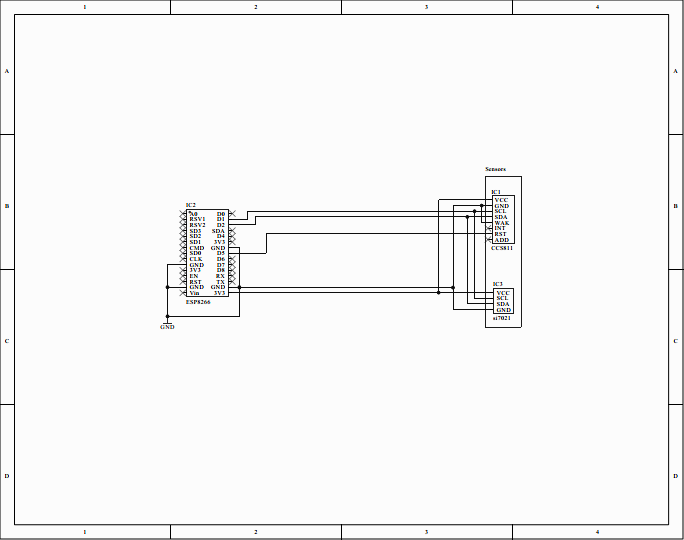 1 2 3 4
A A
Sensors
IC1
VCC
GND
SCL
SDA
WAK
INT
RST
ADD
CCS811
B B
IC2
A0 D0
RSV1 D1
RSV2 D2
SD3 SDA
SD2 D4
SD1 3V3
CMD GND
SD0 D5
CLK D6
GND D7
3V3 D8
EN RX
RST TX
GND GND
Vin 3V3
ESP8266
GND
IC3
VCC
SCL
SDA
GND
si7021
C C
D D
1 2 3 4